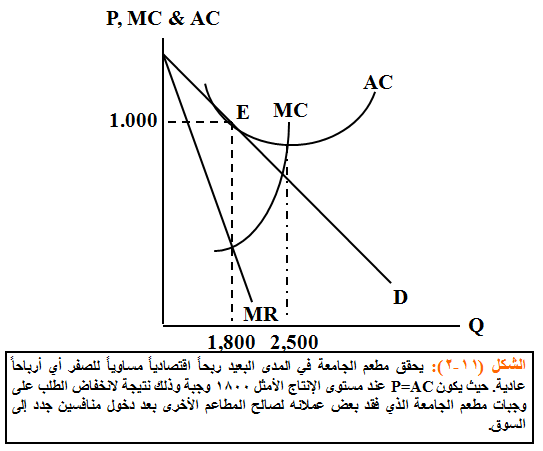 P, MC & AC
AC
E
MC
1.000
D
MR
Q
1,800
2,500
الشكل (١١-٢): يحقق مطعم الجامعة في المدى البعيد ربحاً اقتصادياً مساوياً للصفر أي أرباحاً
عادية. حيث يكون P=AC عند مستوى الإنتاج الأمثل ١٨٠٠ وجبة وذلك نتيجة لانخفاض الطلب على
وجبات مطعم الجامعة الذي فقد بعض عملائه لصالح المطاعم الأخرى بعد دخول منافسين جدد إلى
السوق.